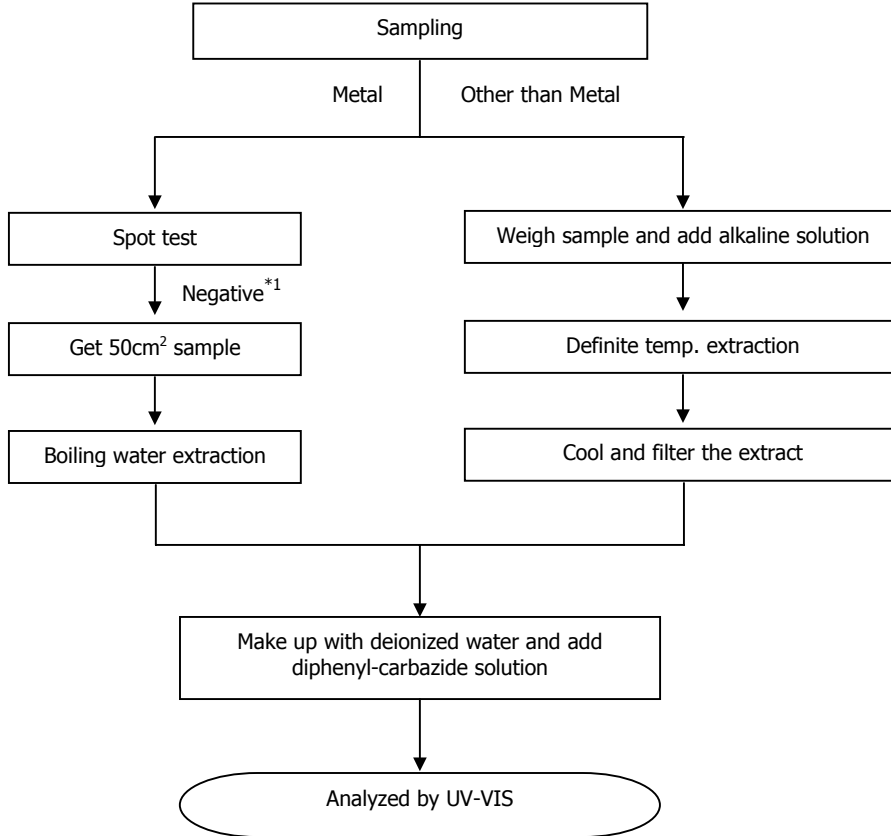 Sampling
Metal
Other than Metal
Spot test
Negative*1
Get 50cm² sample
Boiling water extraction
Weigh sample and add alkaline solution
Definite temp. extraction
Cool and filter the extract
Make up with deionized water and add
diphenyl-carbazide solution
Analyzed by UV-VIS